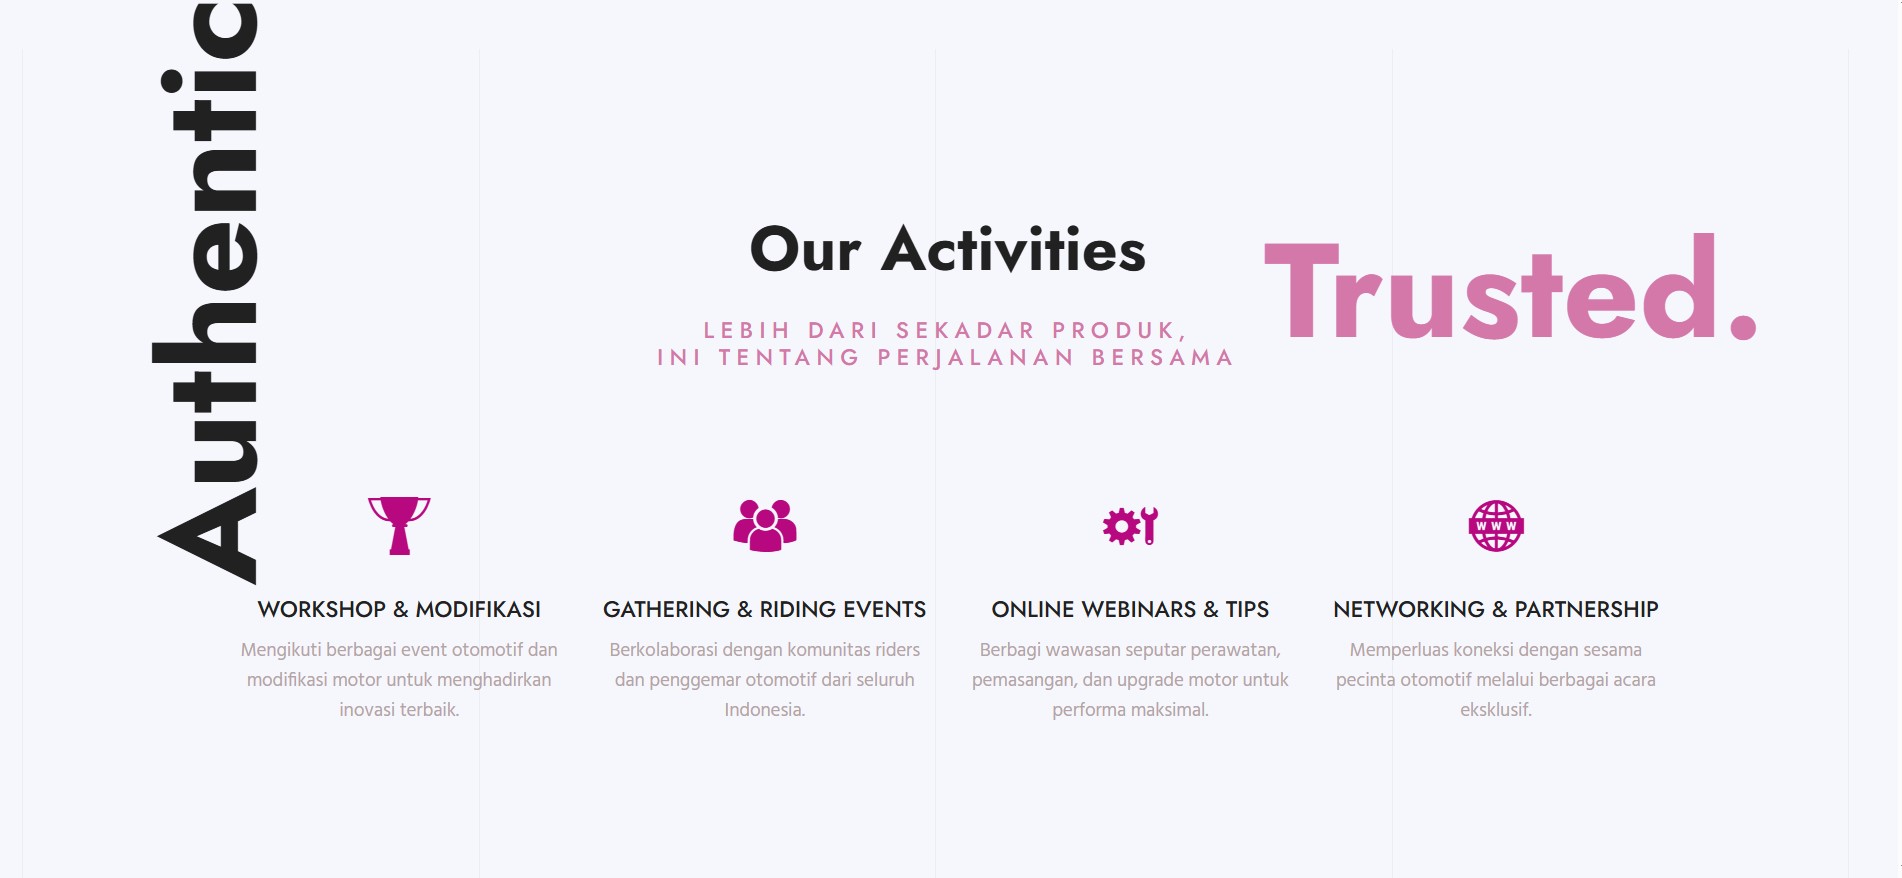 Authentic
Our Activities
Trusted.
LEBIH DARI SEKADAR PRODUK,
INI TENTANG PERJALANAN BERSAMA
WWW
WORKSHOP & MODIFIKASI
Mengikuti berbagai event otomotif dan
modifikasi motor untuk menghadirkan
inovasi terbaik.
GATHERING & RIDING EVENTS
Berkolaborasi dengan komunitas riders
dan penggemar otomotif dari seluruh
Indonesia.
ONLINE WEBINARS & TIPS
Berbagi wawasan seputar perawatan,
pemasangan, dan upgrade motor untuk
performa maksimal.
NETWORKING & PARTNERSHIP
Memperluas koneksi dengan sesama
pecinta otomotif melalui berbagai acara
eksklusif.